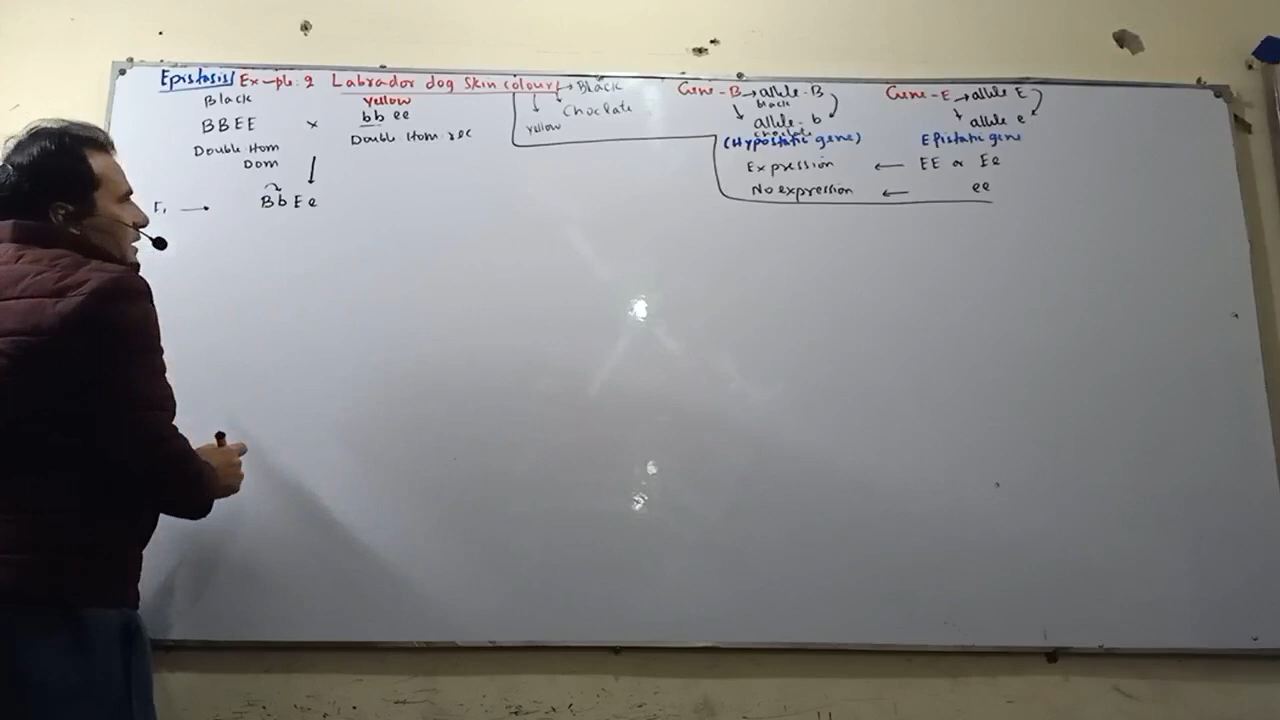 Epistasis/ Ex-ple: 2 Labrador dog skin colour → Black
Choclate
yellow
Black
yellow
BBEE × bb ee
Double Hom Dom
Double Hom rec
F₁ → BbEe
Gene-B → allele-B
black
allele-b
choclate
(Hypostatic gene)
Gene-E → allele E
allele e
Epistatic gene
Expression ← EE or Ee
No expression ← ee